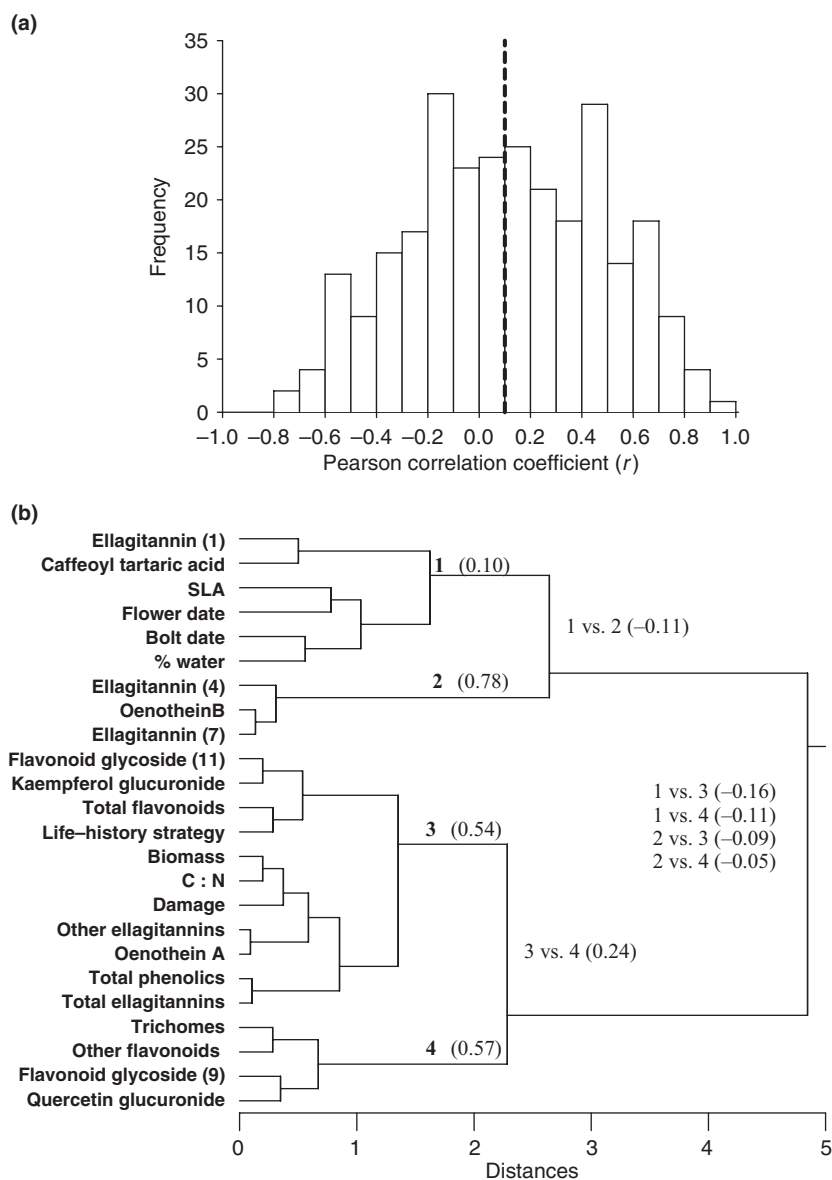 (a)
35
30
25
20
15
10
5
0
Frequency
–1.0 –0.8 –0.6 –0.4 –0.2 0.0 0.2 0.4 0.6 0.8 1.0
Pearson correlation coefficient (r)
(b)
Ellagitannin (1)
Caffeoyl tartaric acid
SLA
Flower date
Bolt date
% water
Ellagitannin (4)
OenotheinB
Ellagitannin (7)
Flavonoid glycoside (11)
Kaempferol glucuronide
Total flavonoids
Life–history strategy
Biomass
C : N
Damage
Other ellagitannins
Oenothein A
Total phenolics
Total ellagitannins
Trichomes
Other flavonoids
Flavonoid glycoside (9)
Quercetin glucuronide
1 (0.10)
1 vs. 2 (–0.11)
2 (0.78)
1 vs. 3 (–0.16)
1 vs. 4 (–0.11)
2 vs. 3 (–0.09)
2 vs. 4 (–0.05)
3 (0.54)
3 vs. 4 (0.24)
4 (0.57)
0 1 2 3 4 5
Distances